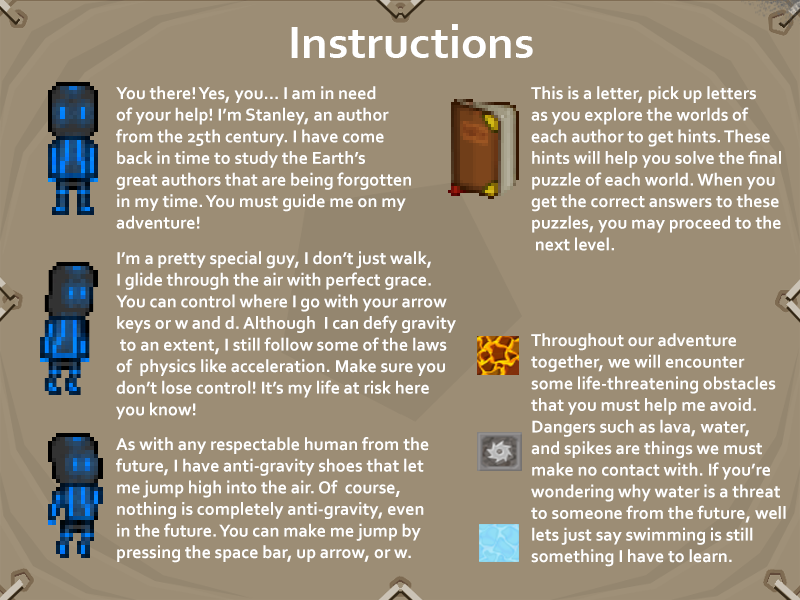 Instructions
You there! Yes, you... I am in need
of your help! I'm Stanley, an author
from the 25th century. I have come
back in time to study the Earth's
great authors that are being forgotten
in my time. You must guide me on my
adventure!
I'm a pretty special guy, I don't just walk,
I glide through the air with perfect grace.
You can control where I go with your arrow
keys or w and d. Although I can defy gravity
to an extent, I still follow some of the laws
of physics like acceleration. Make sure you
don't lose control! It's my life at risk here
you know!
As with any respectable human from the
future, I have anti-gravity shoes that let
me jump high into the air. Of course,
nothing is completely anti-gravity, even
in the future. You can make me jump by
pressing the space bar, up arrow, or w.
This is a letter, pick up letters
as you explore the worlds of
each author to get hints. These
hints will help you solve the final
puzzle of each world. When you
get the correct answers to these
puzzles, you may proceed to the
next level.
Throughout our adventure
together, we will encounter
some life-threatening obstacles
that you must help me avoid.
Dangers such as lava, water,
and spikes are things we must
make no contact with. If you're
wondering why water is a threat
to someone from the future, well
lets just say swimming is still
something I have to learn.